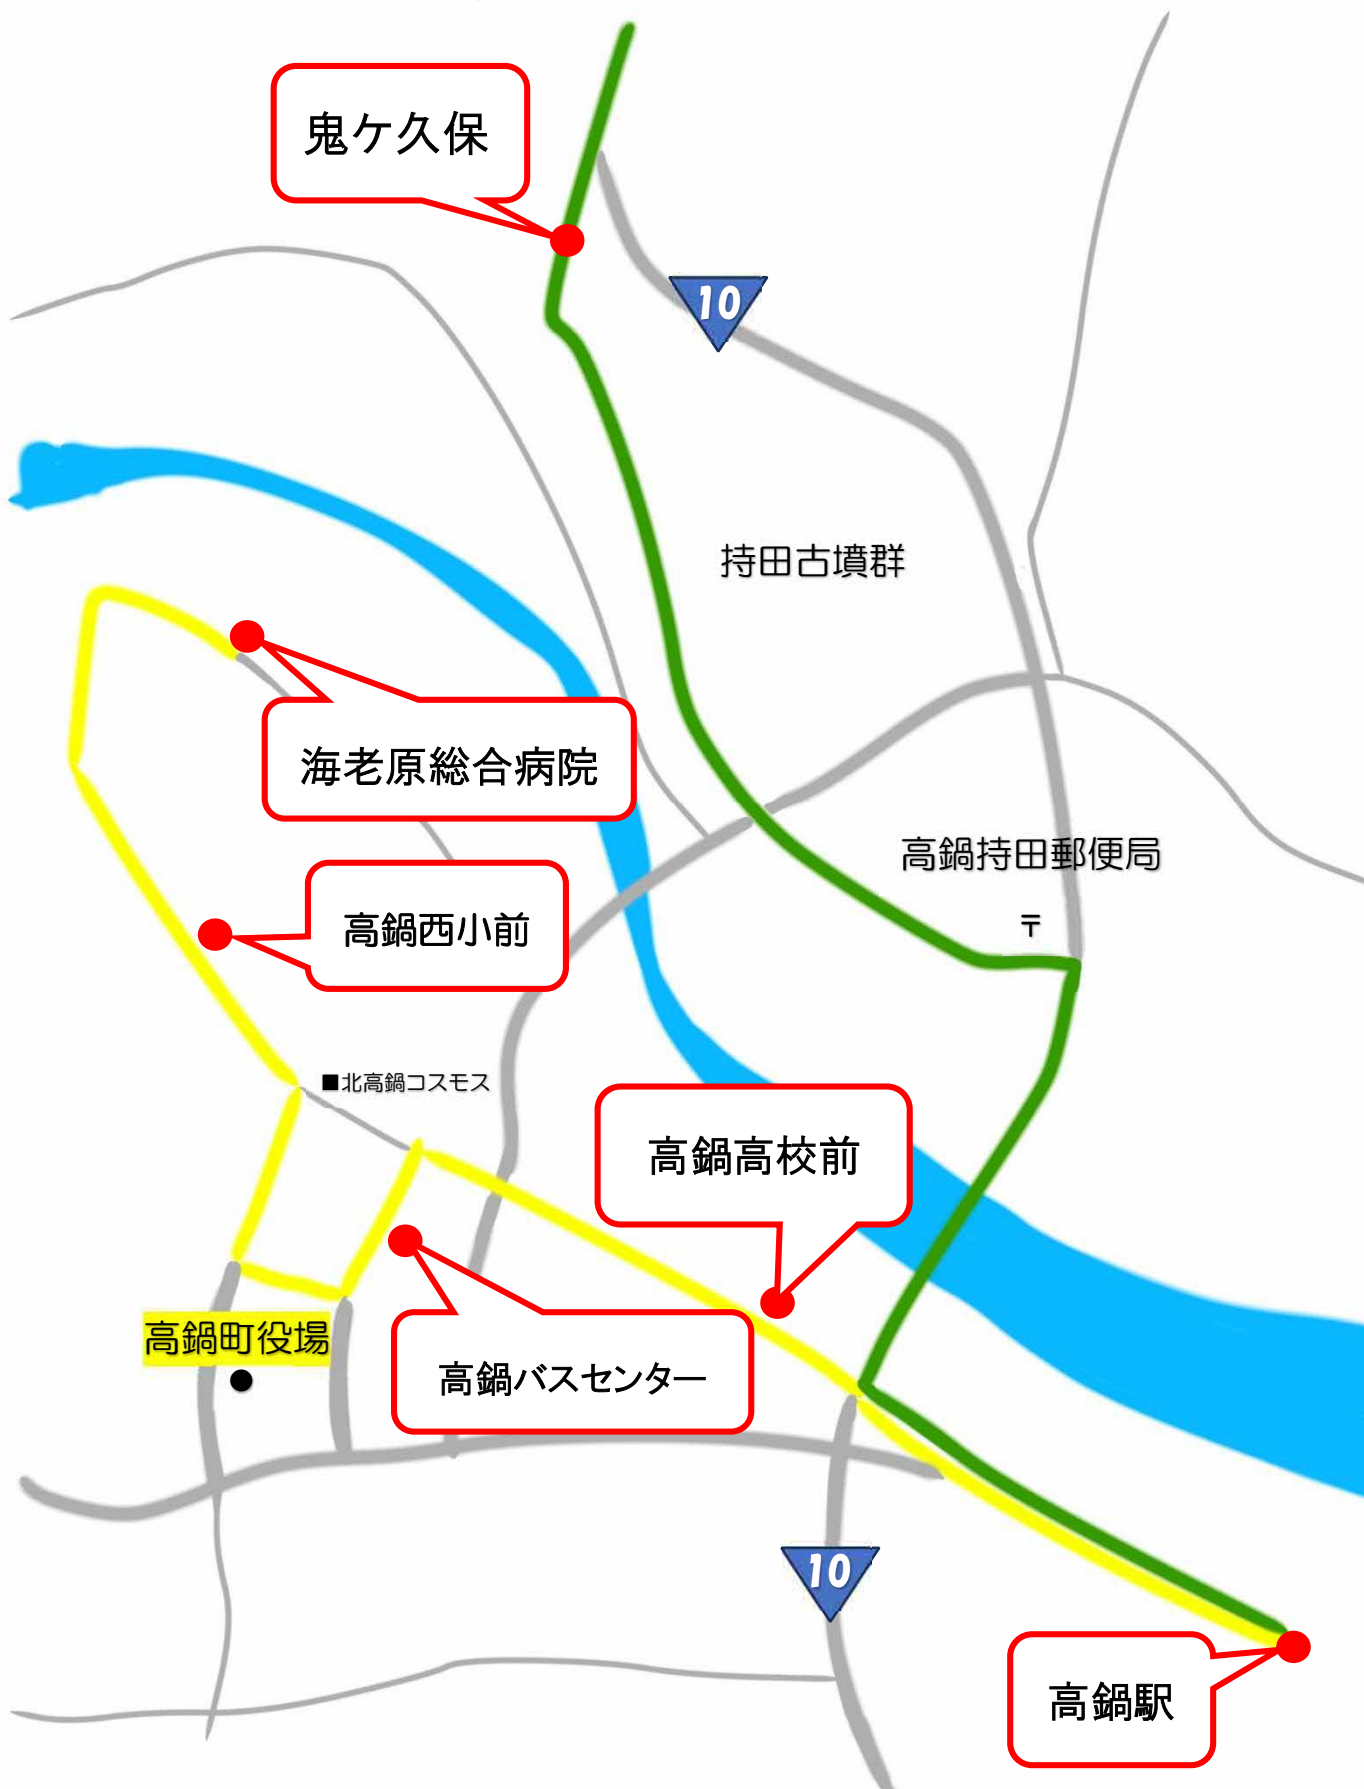 鬼ケ久保
10
持田古墳群
海老原総合病院
高鍋持田郵便局
〒
高鍋西小前
■北高鍋コスモス
高鍋高校前
高鍋町役場
高鍋バスセンター
10
高鍋駅